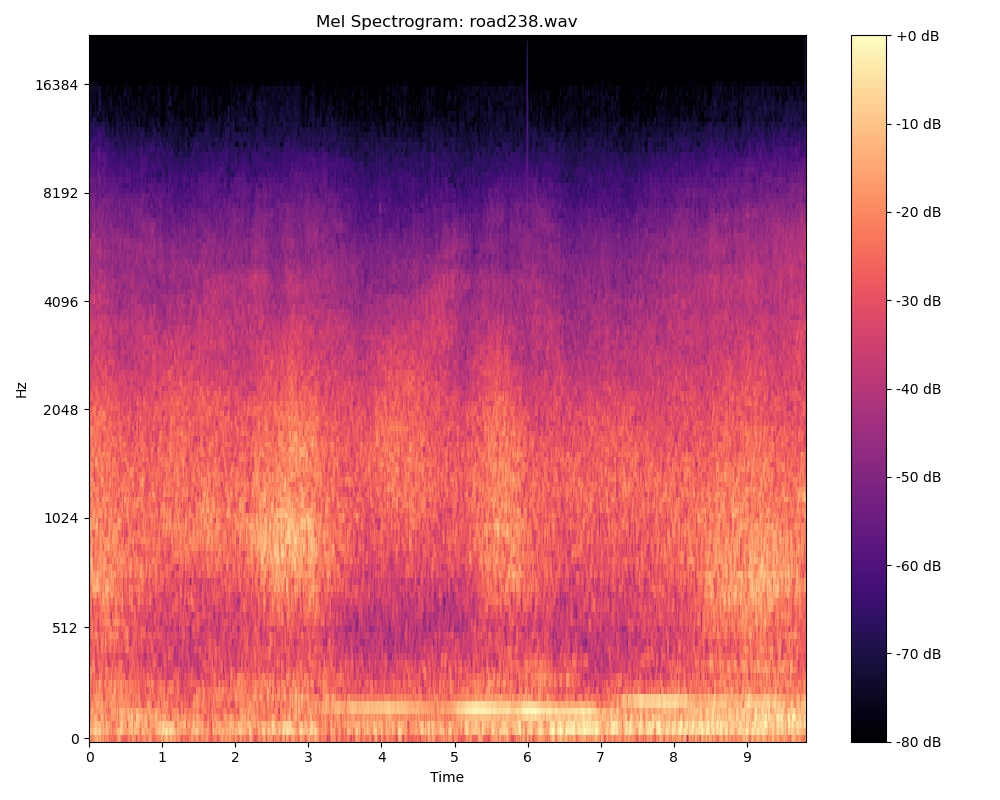 Mel Spectrogram: road238.wav
Hz
16384
8192
4096
2048
1024
512
0
0 1 2 3 4 5 6 7 8 9
Time
+0 dB
-10 dB
-20 dB
-30 dB
-40 dB
-50 dB
-60 dB
-70 dB
-80 dB